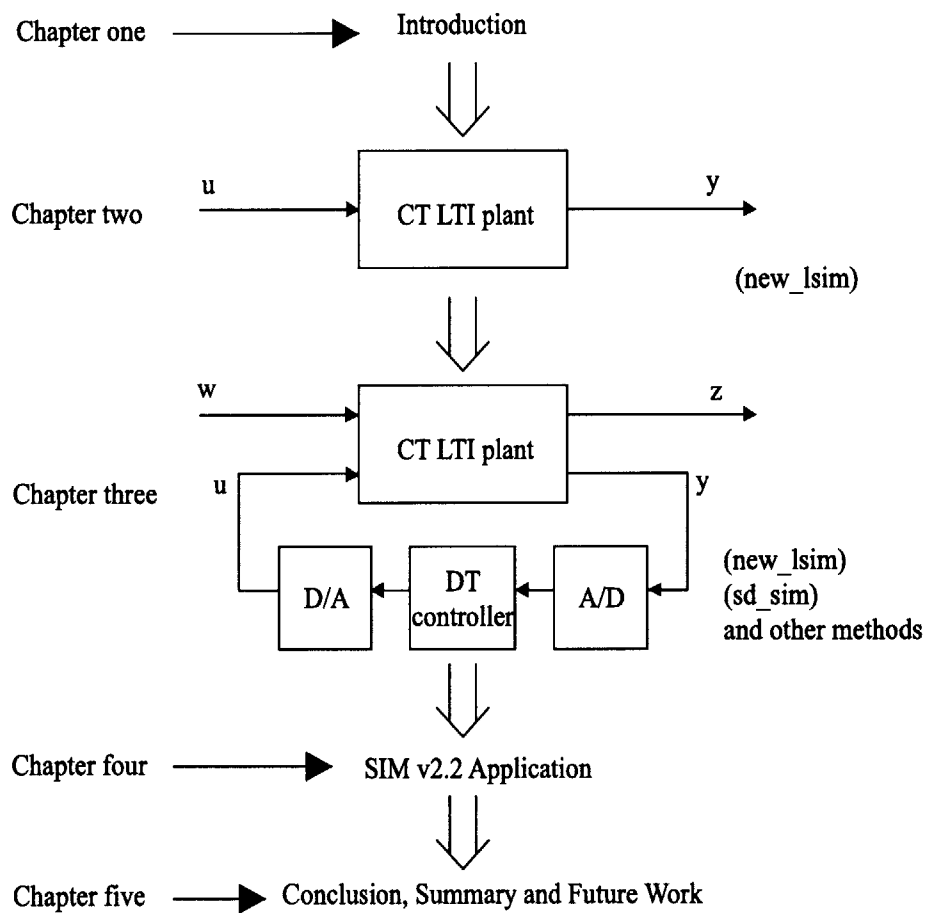 Chapter one
Introduction
u
y
Chapter two
CT LTI plant
(new_lsim)
w
z
CT LTI plant
Chapter three
u
y
D/A
DT
controller
A/D
(new_lsim)
(sd_sim)
and other methods
Chapter four
SIM v2.2 Application
Chapter five
Conclusion, Summary and Future Work